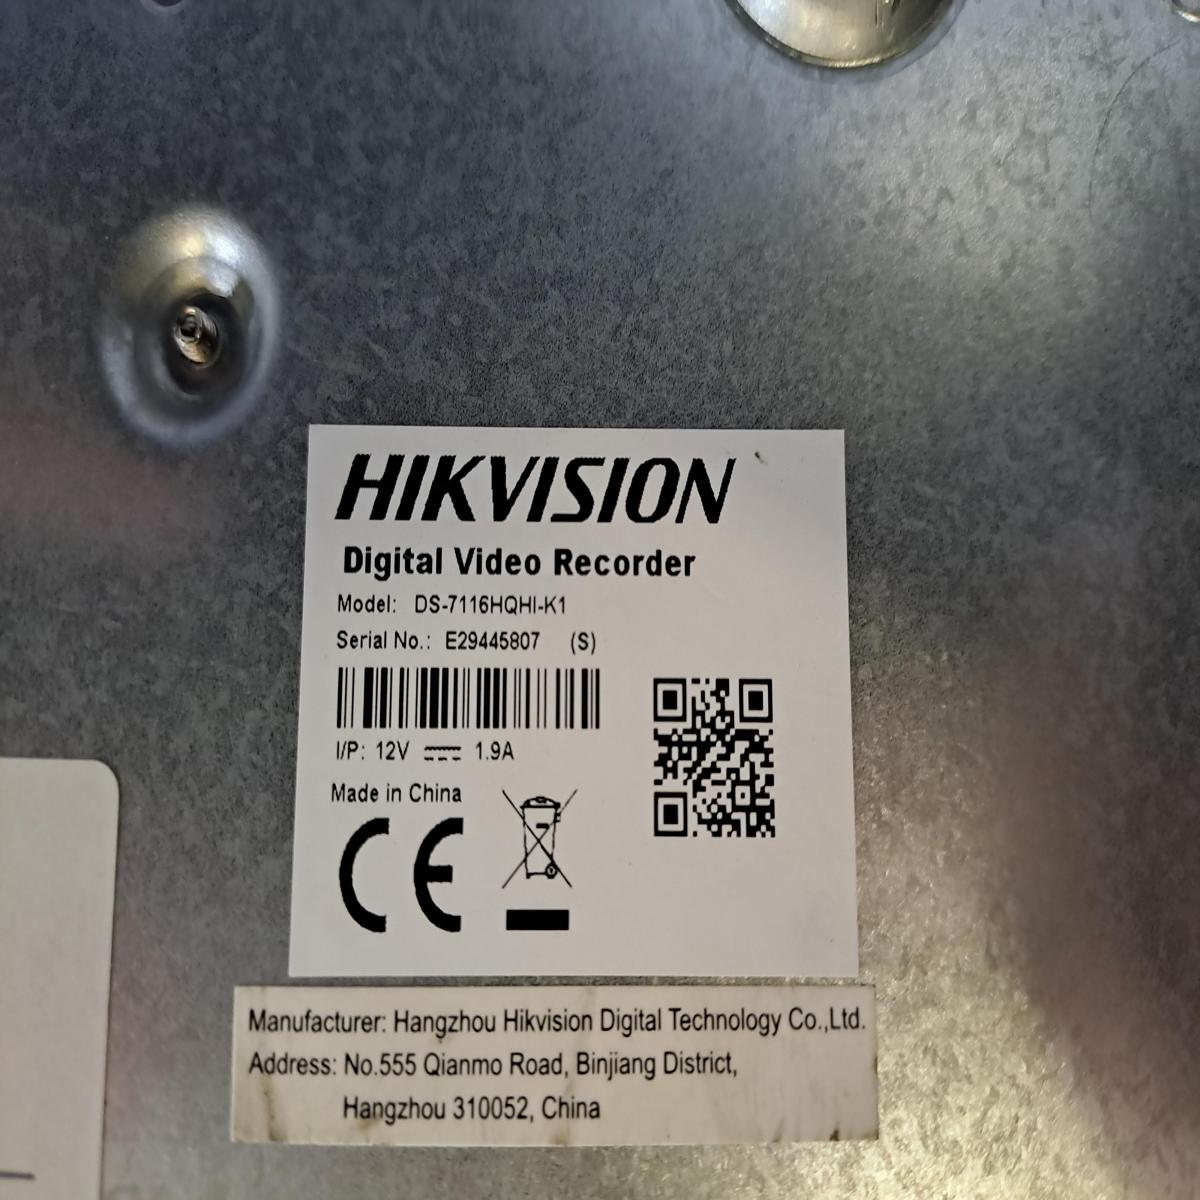 HIKVISION
Digital Video Recorder
Model: DS-7116HQHI-K1
Serial No.: E29445807 (S)
I/P: 12V 1.9A
Made in China
CE
Manufacturer: Hangzhou Hikvision Digital Technology Co.,Ltd.
Address: No.555 Qianmo Road, Binjiang District,
Hangzhou 310052, China